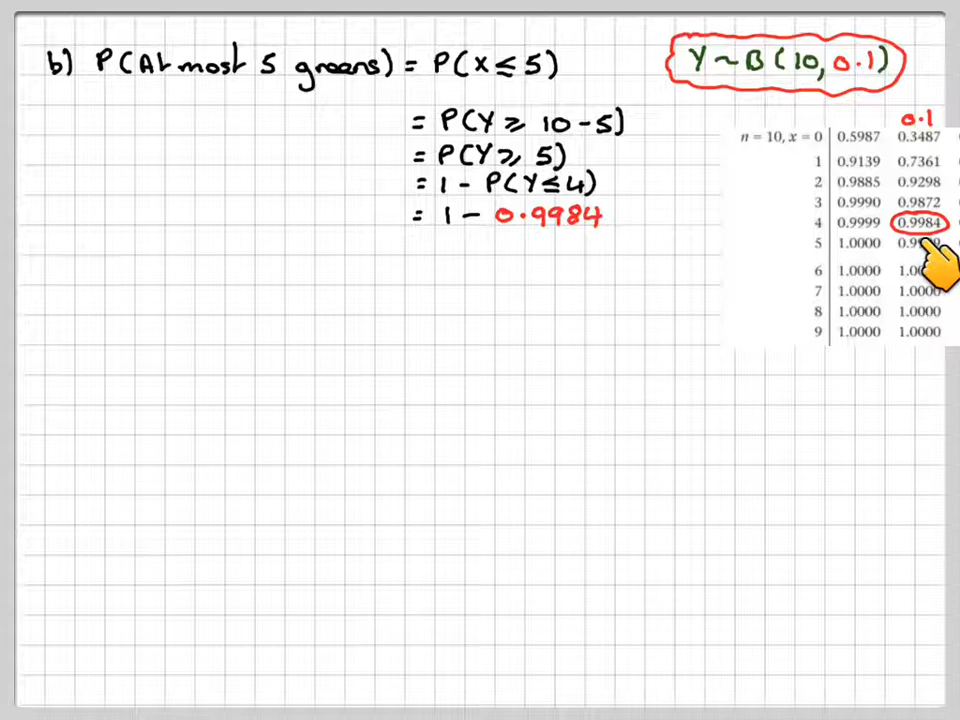 b) P(At most 5 greens) = P(X ≤ 5)
Y ~ B(10, 0.1)
= P(Y ⩾ 10 - 5)
= P(Y ⩾ 5)
= 1 - P(Y ≤ 4)
= 1 - 0.9984
0.1
n = 10, x = 0 0.5987 0.3487
1 0.9139 0.7361
2 0.9885 0.9298
3 0.9990 0.9872
4 0.9999 0.9984
5 1.0000
6 1.0000
7 1.0000 1.0000
8 1.0000 1.0000
9 1.0000 1.0000